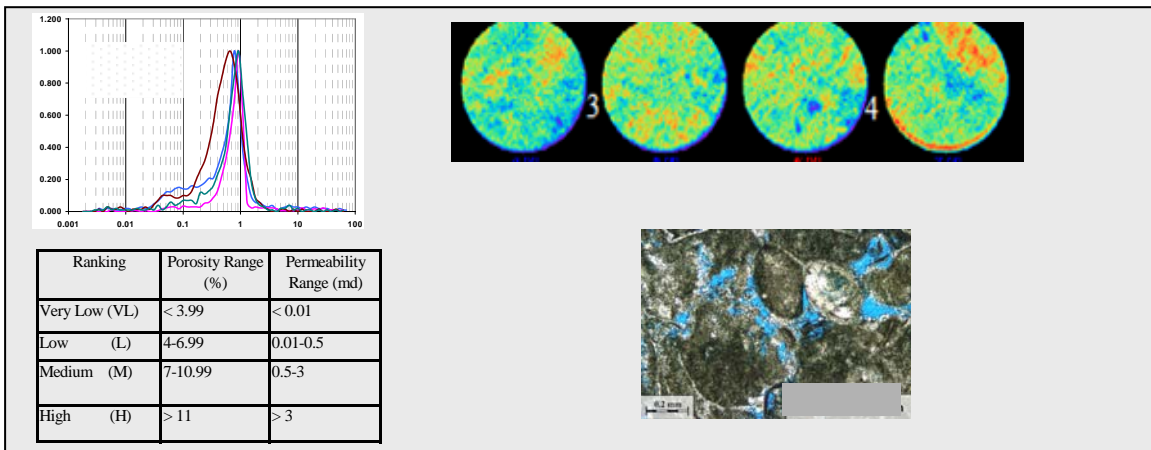 1.200
1.000
0.800
0.600
0.400
0.200
0.000
0.001 0.01 0.1 1 10 100
3
4
Ranking Porosity Range (%) Permeability Range (md)
Very Low (VL) < 3.99 < 0.01
Low (L) 4-6.99 0.01-0.5
Medium (M) 7-10.99 0.5-3
High (H) > 11 > 3
0.2 mm